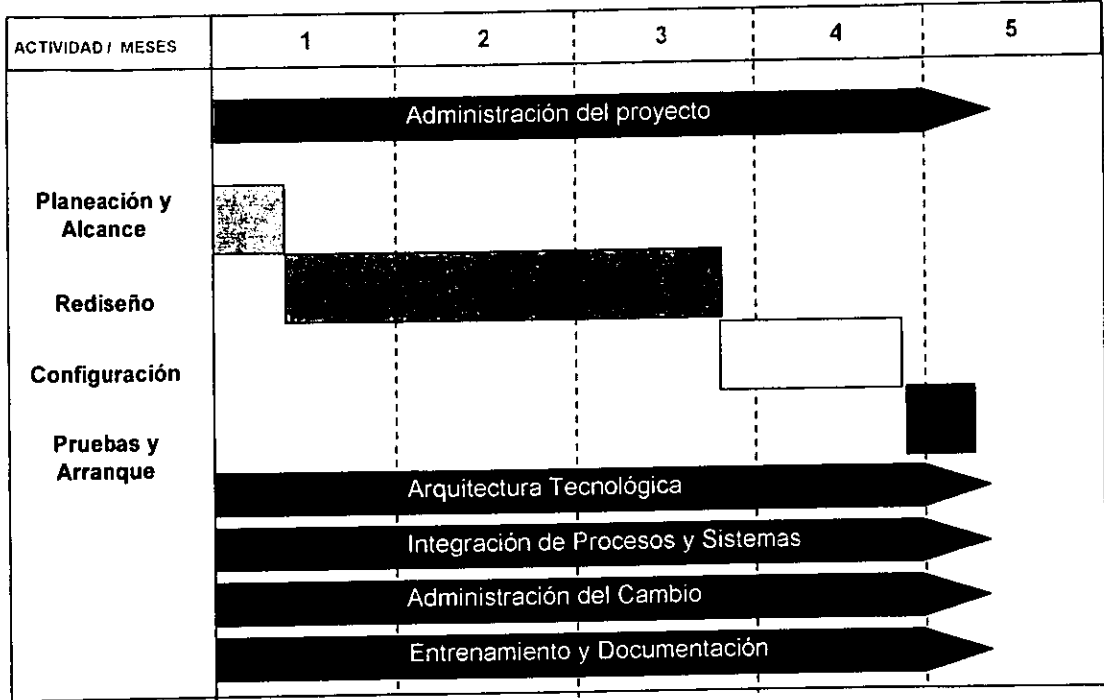 ACTIVIDAD / MESES 1 2 3 4 5
Administración del proyecto
Planeación y
Alcance
Rediseño
Configuración
Pruebas y
Arranque
Arquitectura Tecnológica
Integración de Procesos y Sistemas
Administración del Cambio
Entrenamiento y Documentación